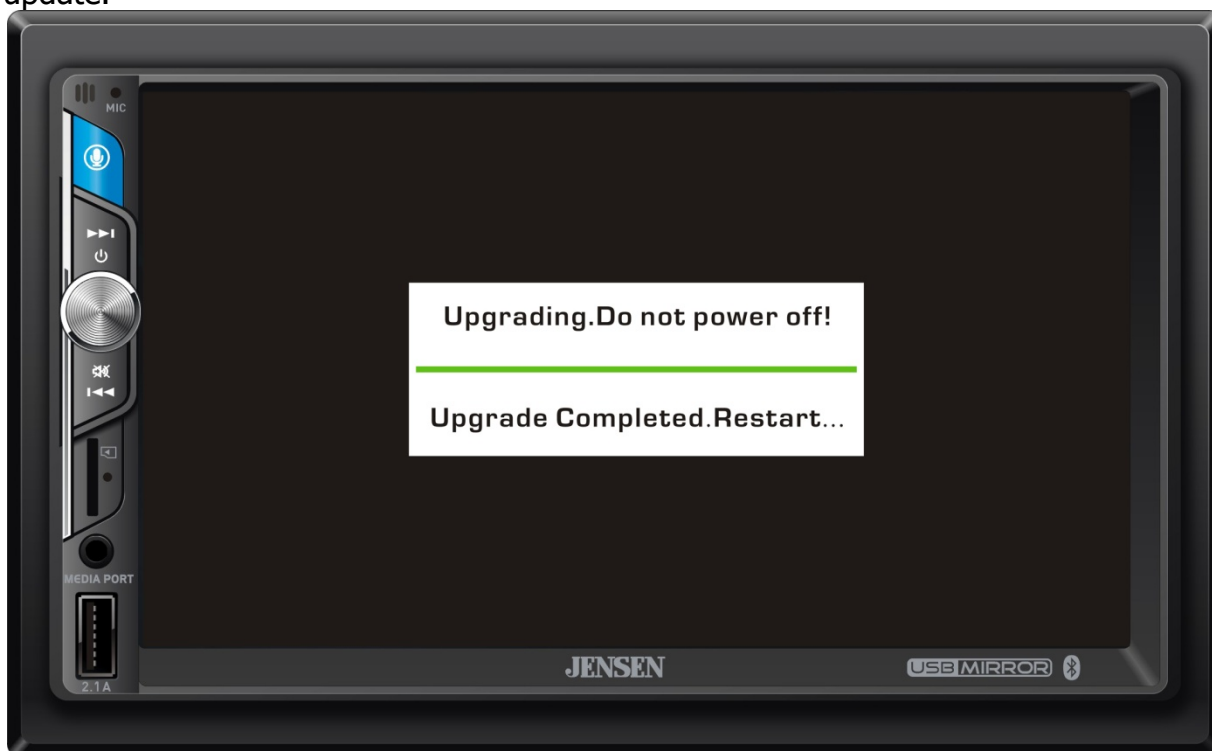 update.
MIC
Upgrading.Do not power off!
Upgrade Completed.Restart...
MEDIA PORT
2.1A
JENSEN
USB MIRROR